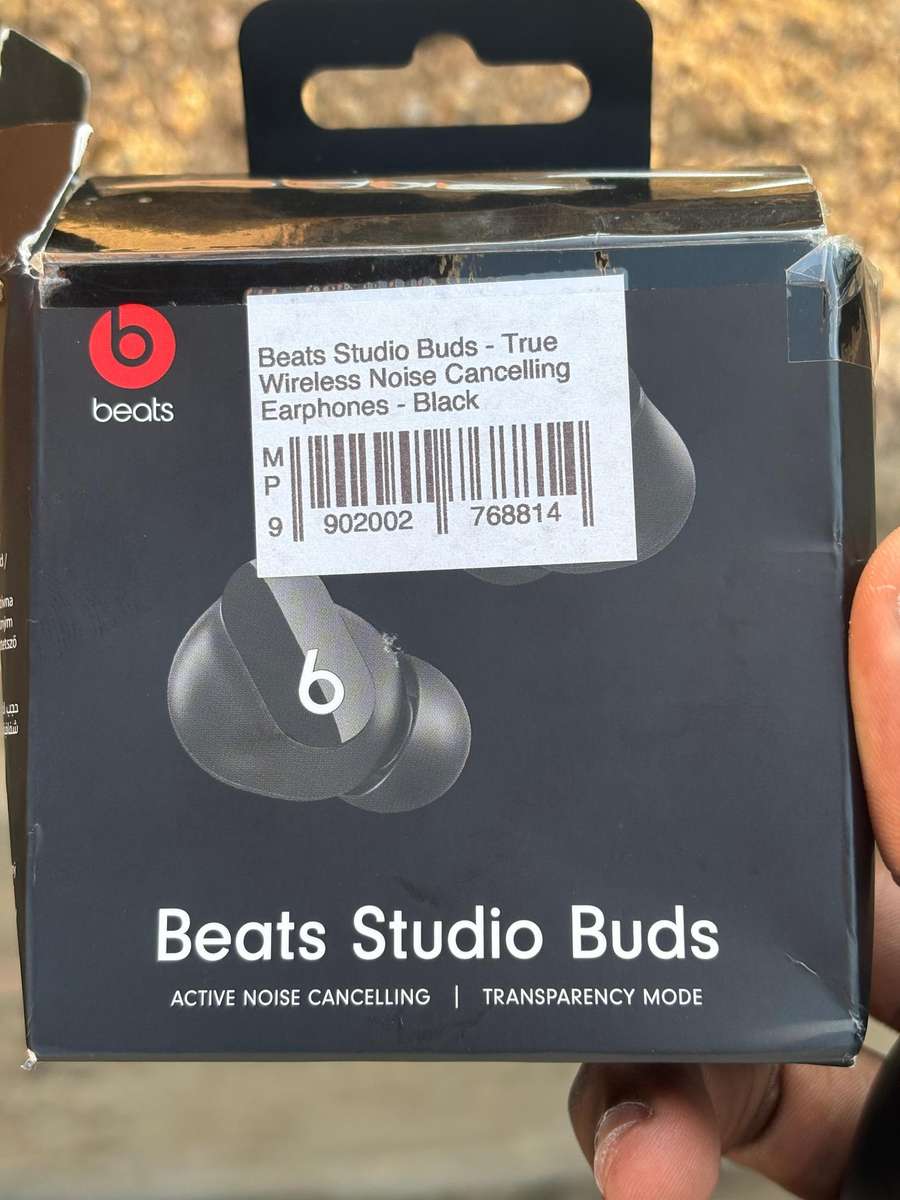 beats
Beats Studio Buds - True
Wireless Noise Cancelling
Earphones - Black
M
P
9 902002 768814
Beats Studio Buds
ACTIVE NOISE CANCELLING | TRANSPARENCY MODE